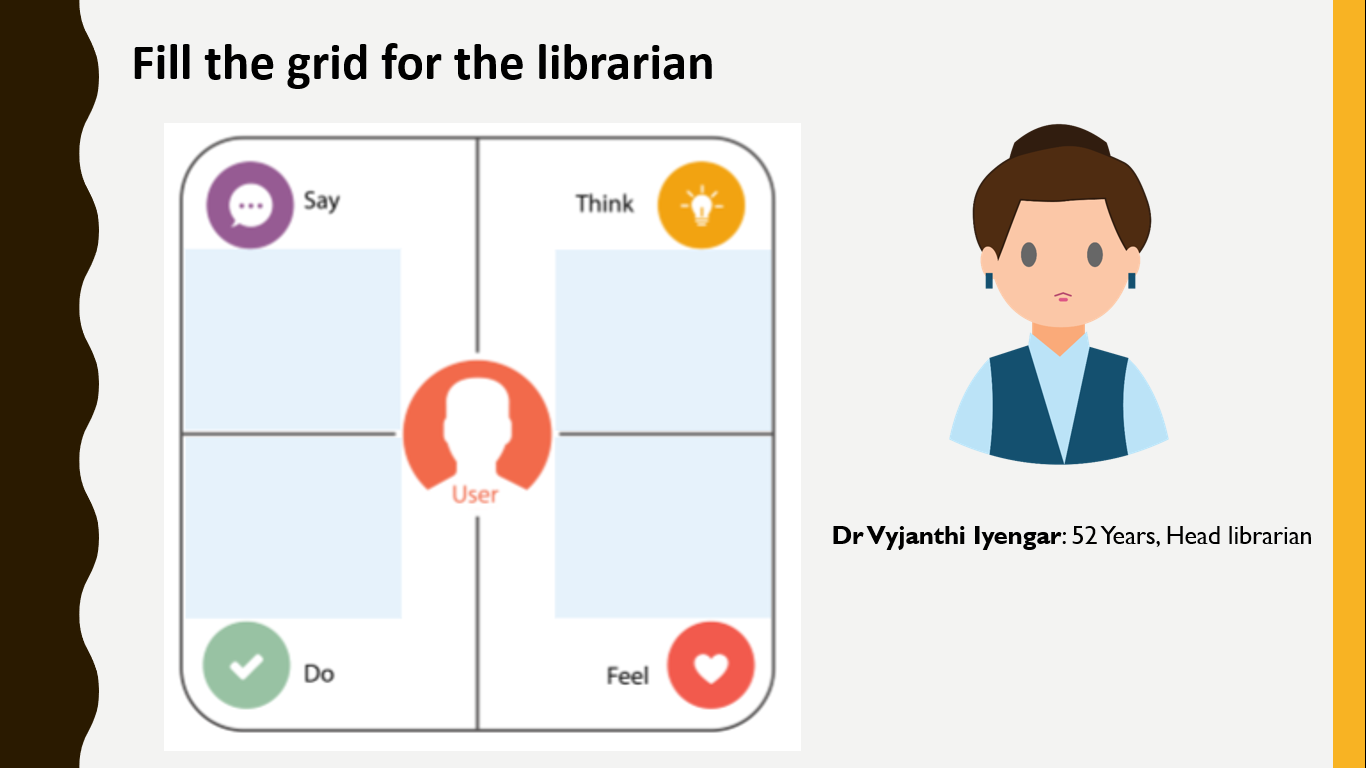 Fill the grid for the librarian
Say
Think
User
Do
Feel
Dr Vyjanthi Iyengar: 52 Years, Head librarian